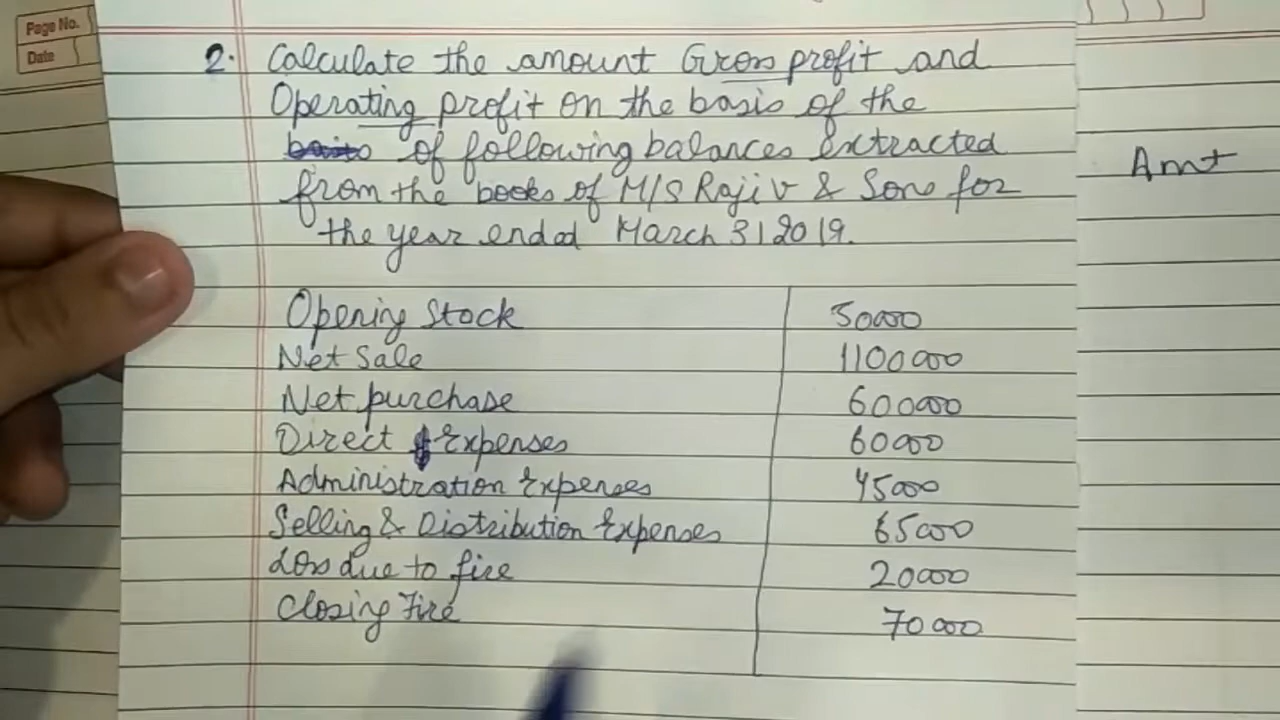 Page No.
Date
2. Calculate the amount Gross profit and
Operating profit on the basis of the
of following balances extracted
from the books of M/S Rajiv & Sons for
the year ended March 31 2019.
Amt
Opening Stock 50000
Net Sale 1100000
Net purchase 600000
Direct Expenses 60000
Administration Expenses 45000
Selling & Distribution Expenses 65000
Loss due to fire 20000
Closing Fire 70000